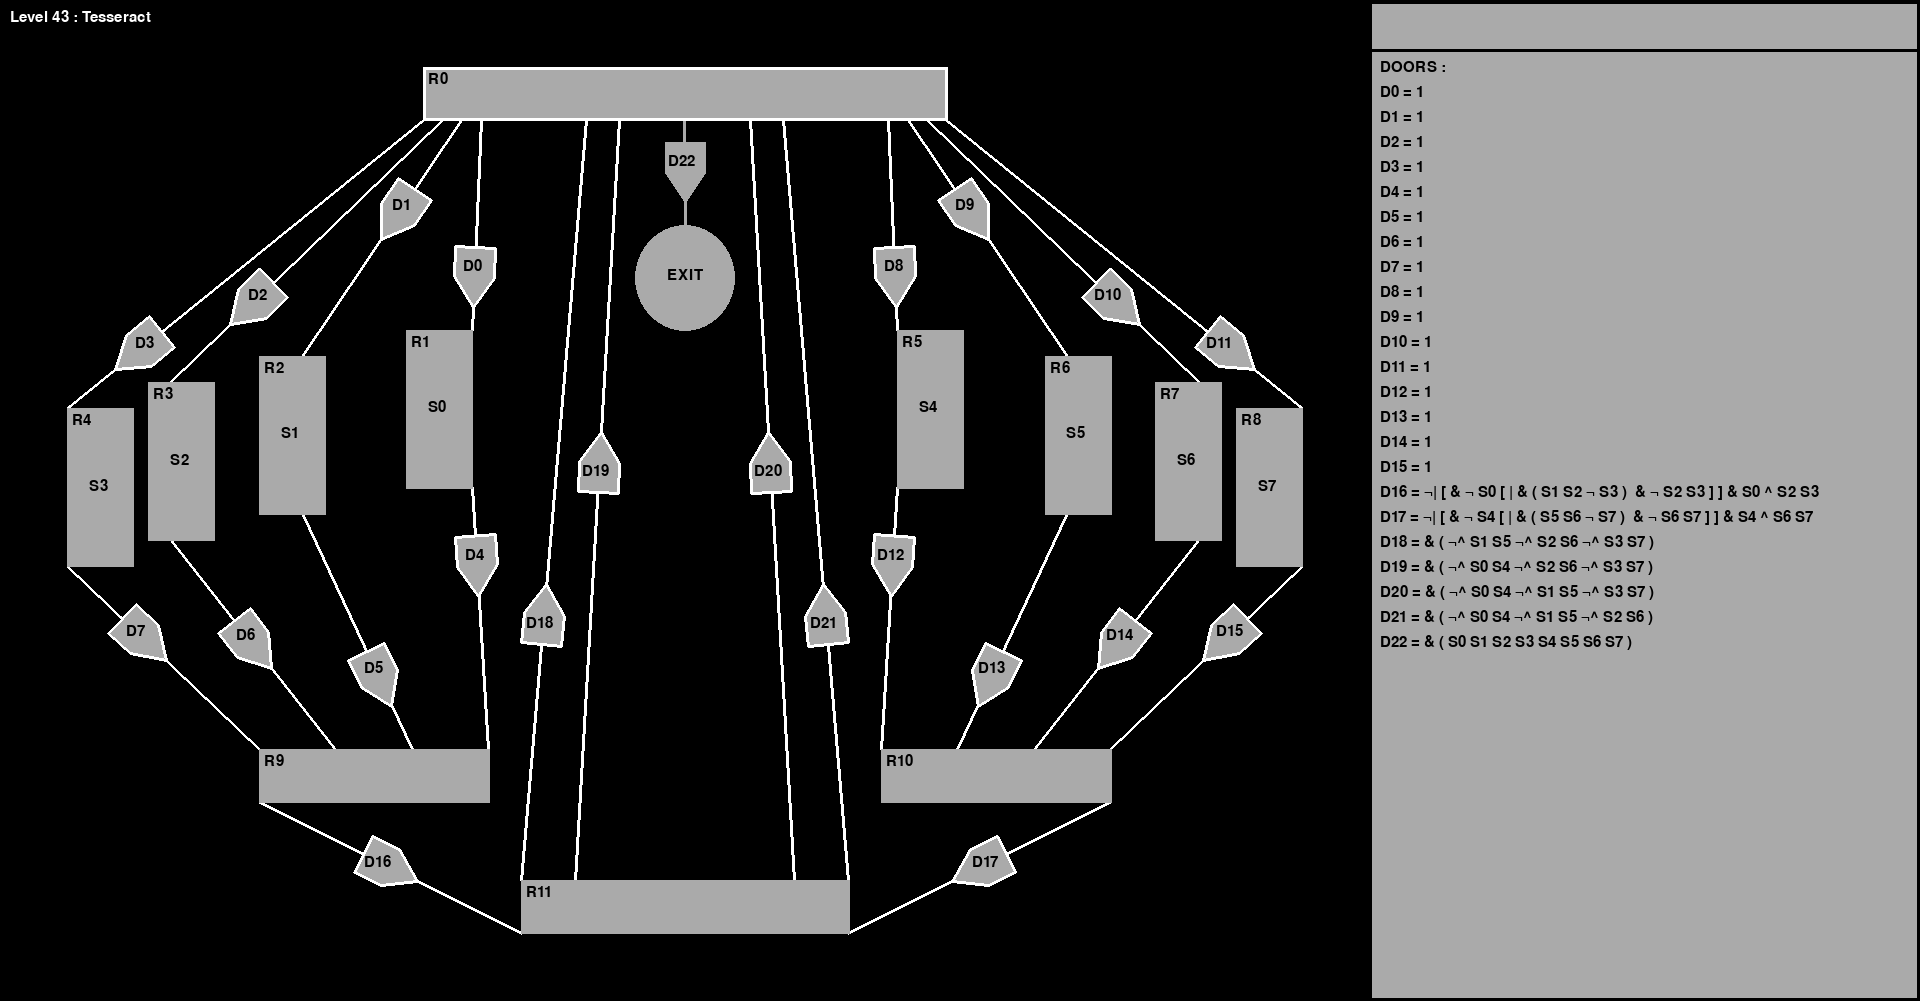 Level 43 : Tesseract
R0
D22
D1
D9
D0
D8
EXIT
D2
D10
D3
D11
R1
R5
R2
R6
R3
R7
R4
R8
S0
S4
S1
S5
S2
S6
S3
S7
D19
D20
D4
D12
D18
D21
D7
D6
D14
D15
D5
D13
R9
R10
D16
D17
R11
DOORS :
D0 = 1
D1 = 1
D2 = 1
D3 = 1
D4 = 1
D5 = 1
D6 = 1
D7 = 1
D8 = 1
D9 = 1
D10 = 1
D11 = 1
D12 = 1
D13 = 1
D14 = 1
D15 = 1
D16 = ¬| [ & ¬ S0 [ | & ( S1 S2 ¬ S3 ) & ¬ S2 S3 ] ] & S0 ^ S2 S3
D17 = ¬| [ & ¬ S4 [ | & ( S5 S6 ¬ S7 ) & ¬ S6 S7 ] ] & S4 ^ S6 S7
D18 = & ( ¬^ S1 S5 ¬^ S2 S6 ¬^ S3 S7 )
D19 = & ( ¬^ S0 S4 ¬^ S2 S6 ¬^ S3 S7 )
D20 = & ( ¬^ S0 S4 ¬^ S1 S5 ¬^ S3 S7 )
D21 = & ( ¬^ S0 S4 ¬^ S1 S5 ¬^ S2 S6 )
D22 = & ( S0 S1 S2 S3 S4 S5 S6 S7 )